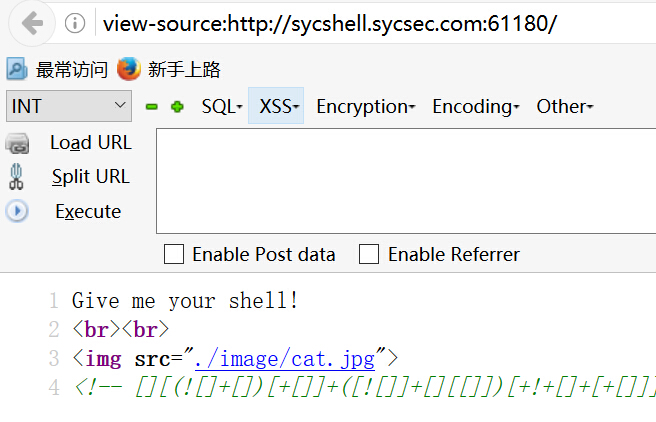 view-source:http://sycshell.sycsec.com:61180/
最常访问 新手上路
INT SQL XSS Encryption Encoding Other
Load URL
Split URL
Execute
Enable Post data Enable Referrer
1 Give me your shell!
2 <br><br>
3 <img src="./image/cat.jpg">
4 <!-- [][(![]+[])[+[]]+([![]]+[][[]])[+!+[]+[+[]]]